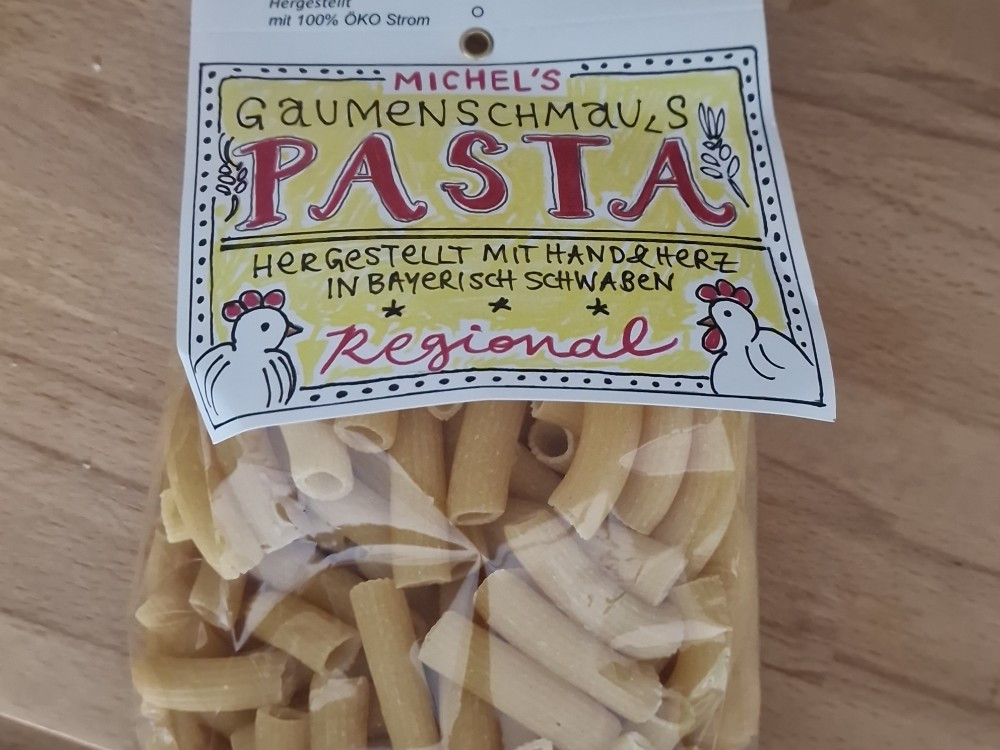 Hergestellt
mit 100% ÖKO Strom
MICHEL'S
GAUMENSCHMAUS
PASTA
HERGESTELLT MIT HAND & HERZ
IN BAYERISCH SCHWABEN
* * *
Regional